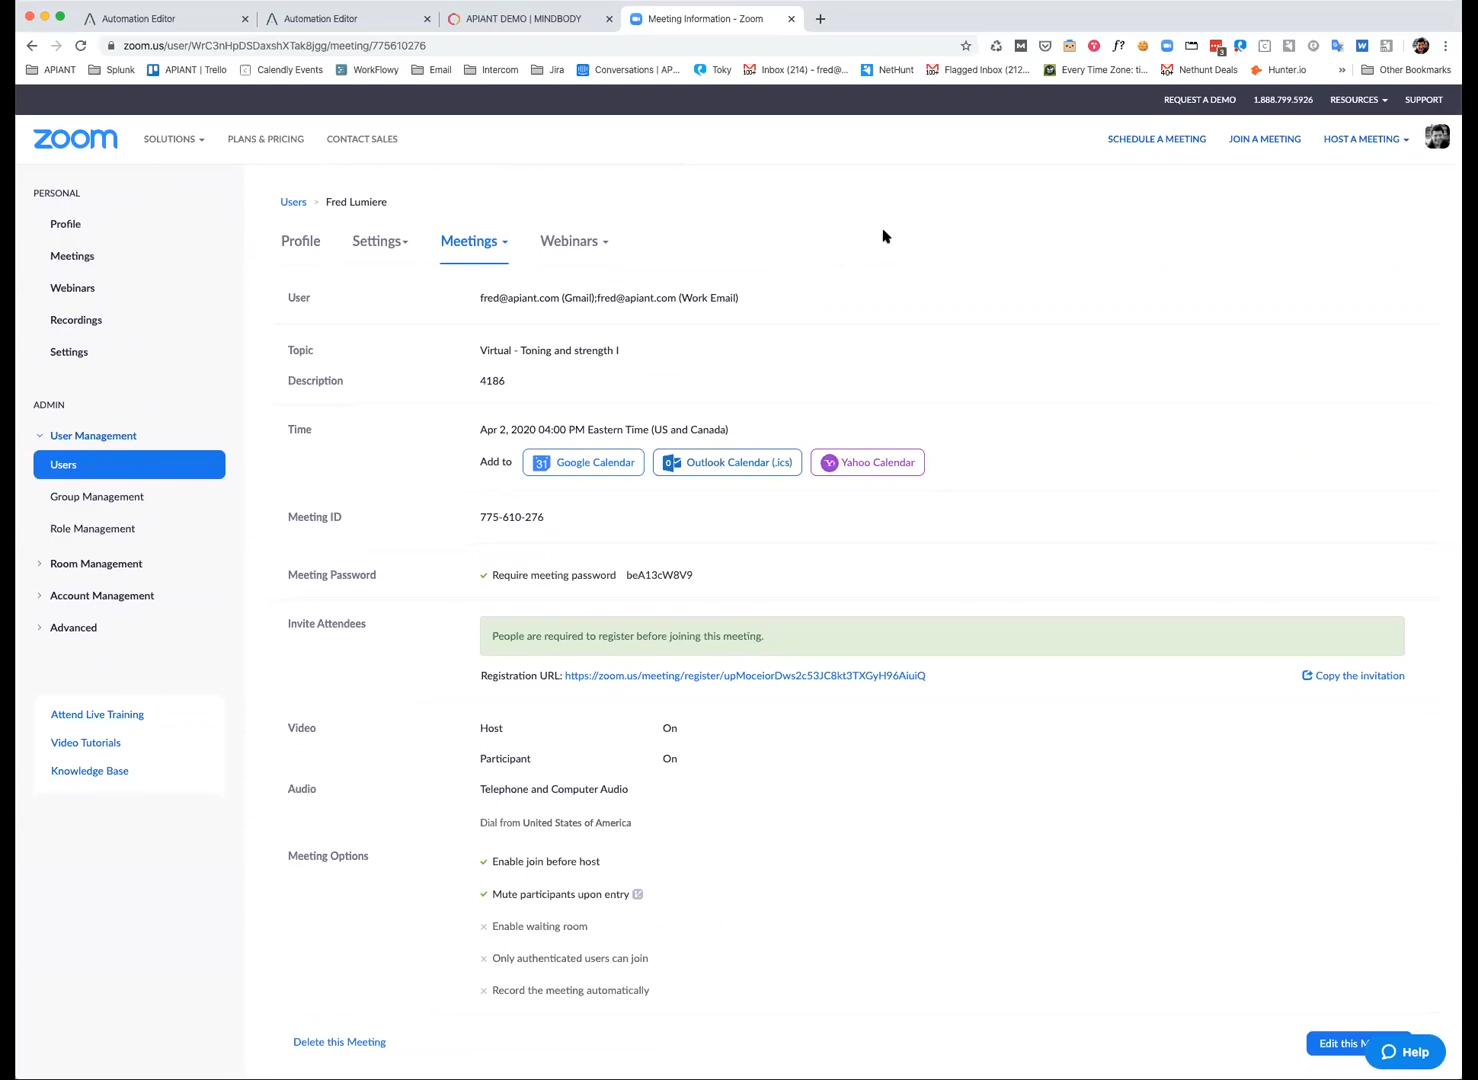 Automation Editor
Automation Editor
APIANT DEMO | MINDBODY
Meeting Information - Zoom
zoom.us/user/WrC3nHpDSDaxshXTak8jgg/meeting/775610276
APIANT
Splunk
APIANT | Trello
Calendly Events
WorkFlowy
Email
Intercom
Jira
Conversations | AP...
Toky
Inbox (214) - fred@...
NetHunt
Flagged Inbox (212...
Every Time Zone: ti...
Nethunt Deals
Hunter.io
Other Bookmarks
REQUEST A DEMO
1.888.799.5926
RESOURCES
SUPPORT
zoom
SOLUTIONS
PLANS & PRICING
CONTACT SALES
SCHEDULE A MEETING
JOIN A MEETING
HOST A MEETING
PERSONAL
Profile
Meetings
Webinars
Recordings
Settings
ADMIN
User Management
Users
Group Management
Role Management
Room Management
Account Management
Advanced
Attend Live Training
Video Tutorials
Knowledge Base
Users > Fred Lumiere
Profile
Settings
Meetings
Webinars
User
fred@apiant.com (Gmail);fred@apiant.com (Work Email)
Topic
Virtual - Toning and strength I
Description
4186
Time
Apr 2, 2020 04:00 PM Eastern Time (US and Canada)
Add to
31 Google Calendar
Outlook Calendar (.ics)
Yahoo Calendar
Meeting ID
775-610-276
Meeting Password
Require meeting password beA13cW8V9
Invite Attendees
People are required to register before joining this meeting.
Registration URL: https://zoom.us/meeting/register/upMoceiorDws2c53JC8kt3TXGyH96AiuiQ
Copy the invitation
Video
Host
On
Participant
On
Audio
Telephone and Computer Audio
Dial from United States of America
Meeting Options
Enable join before host
Mute participants upon entry
Enable waiting room
Only authenticated users can join
Record the meeting automatically
Delete this Meeting
Edit this M
Help